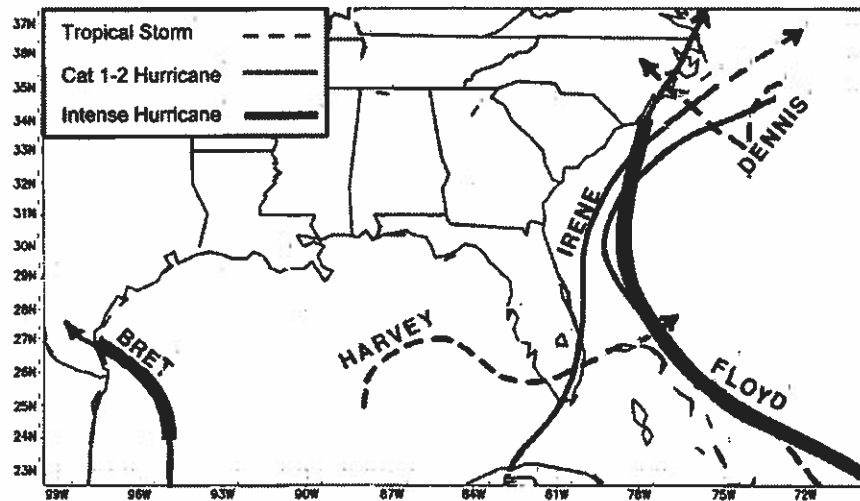 Tropical Storm
Cat 1-2 Hurricane
Intense Hurricane
37N
36N
35N
34N
33N
32N
31N
30N
29N
28N
27N
26N
25N
24N
23N
DENNIS
IRENE
HARVEY
BRET
FLOYD
99W 96W 93W 90W 87W 84W 81W 78W 75W 72W